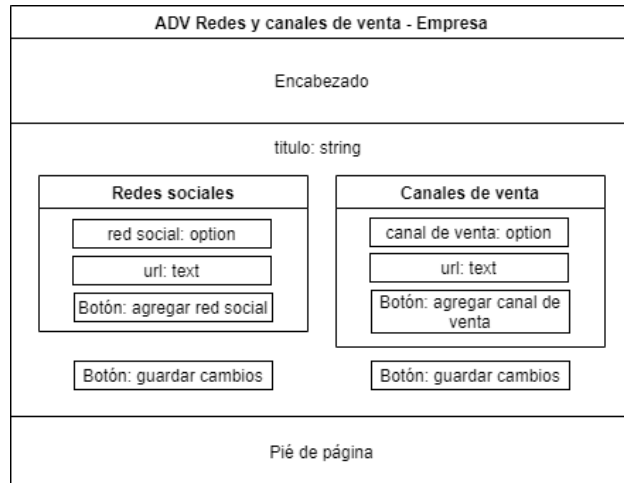 ADV Redes y canales de venta - Empresa
Encabezado
titulo: string
Redes sociales
red social: option
url: text
Botón: agregar red social
Botón: guardar cambios
Canales de venta
canal de venta: option
url: text
Botón: agregar canal de
venta
Botón: guardar cambios
Pié de página